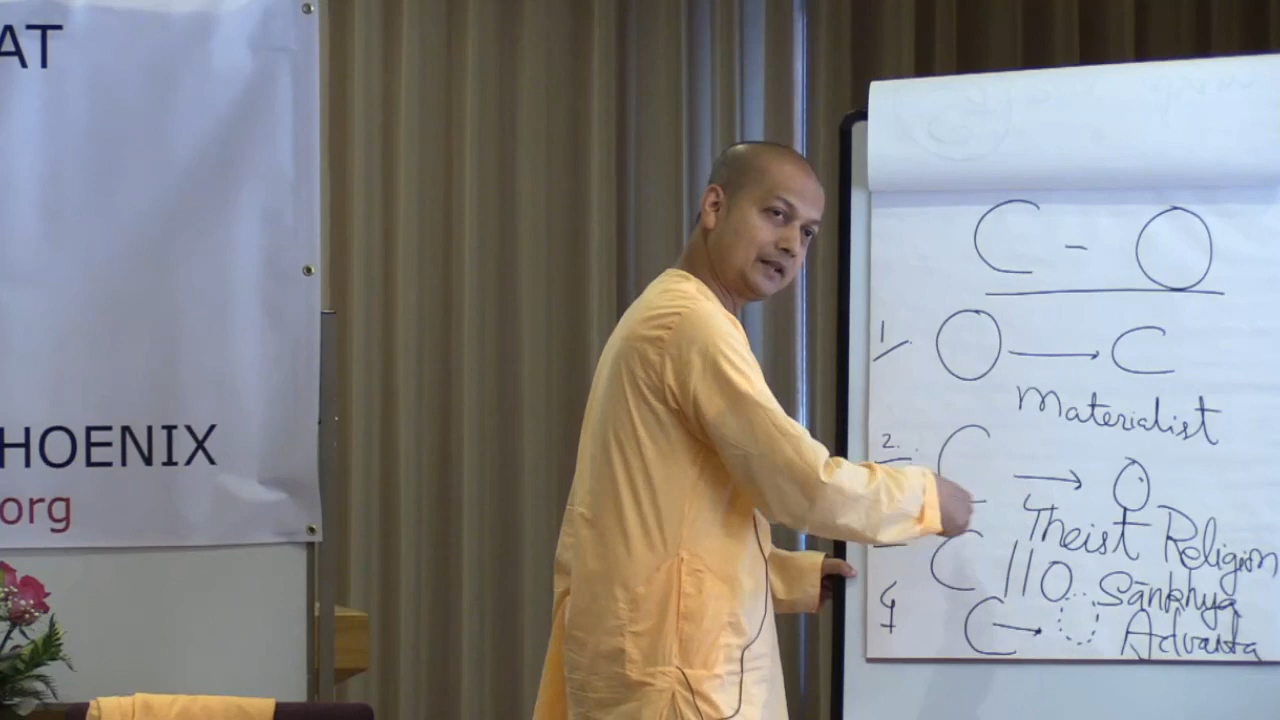 AT
HOENIX
org
C - O
1/ O → C
Materialist
2. C → O
Theist Religion
C || O Sānkhya
4 C → Advaita